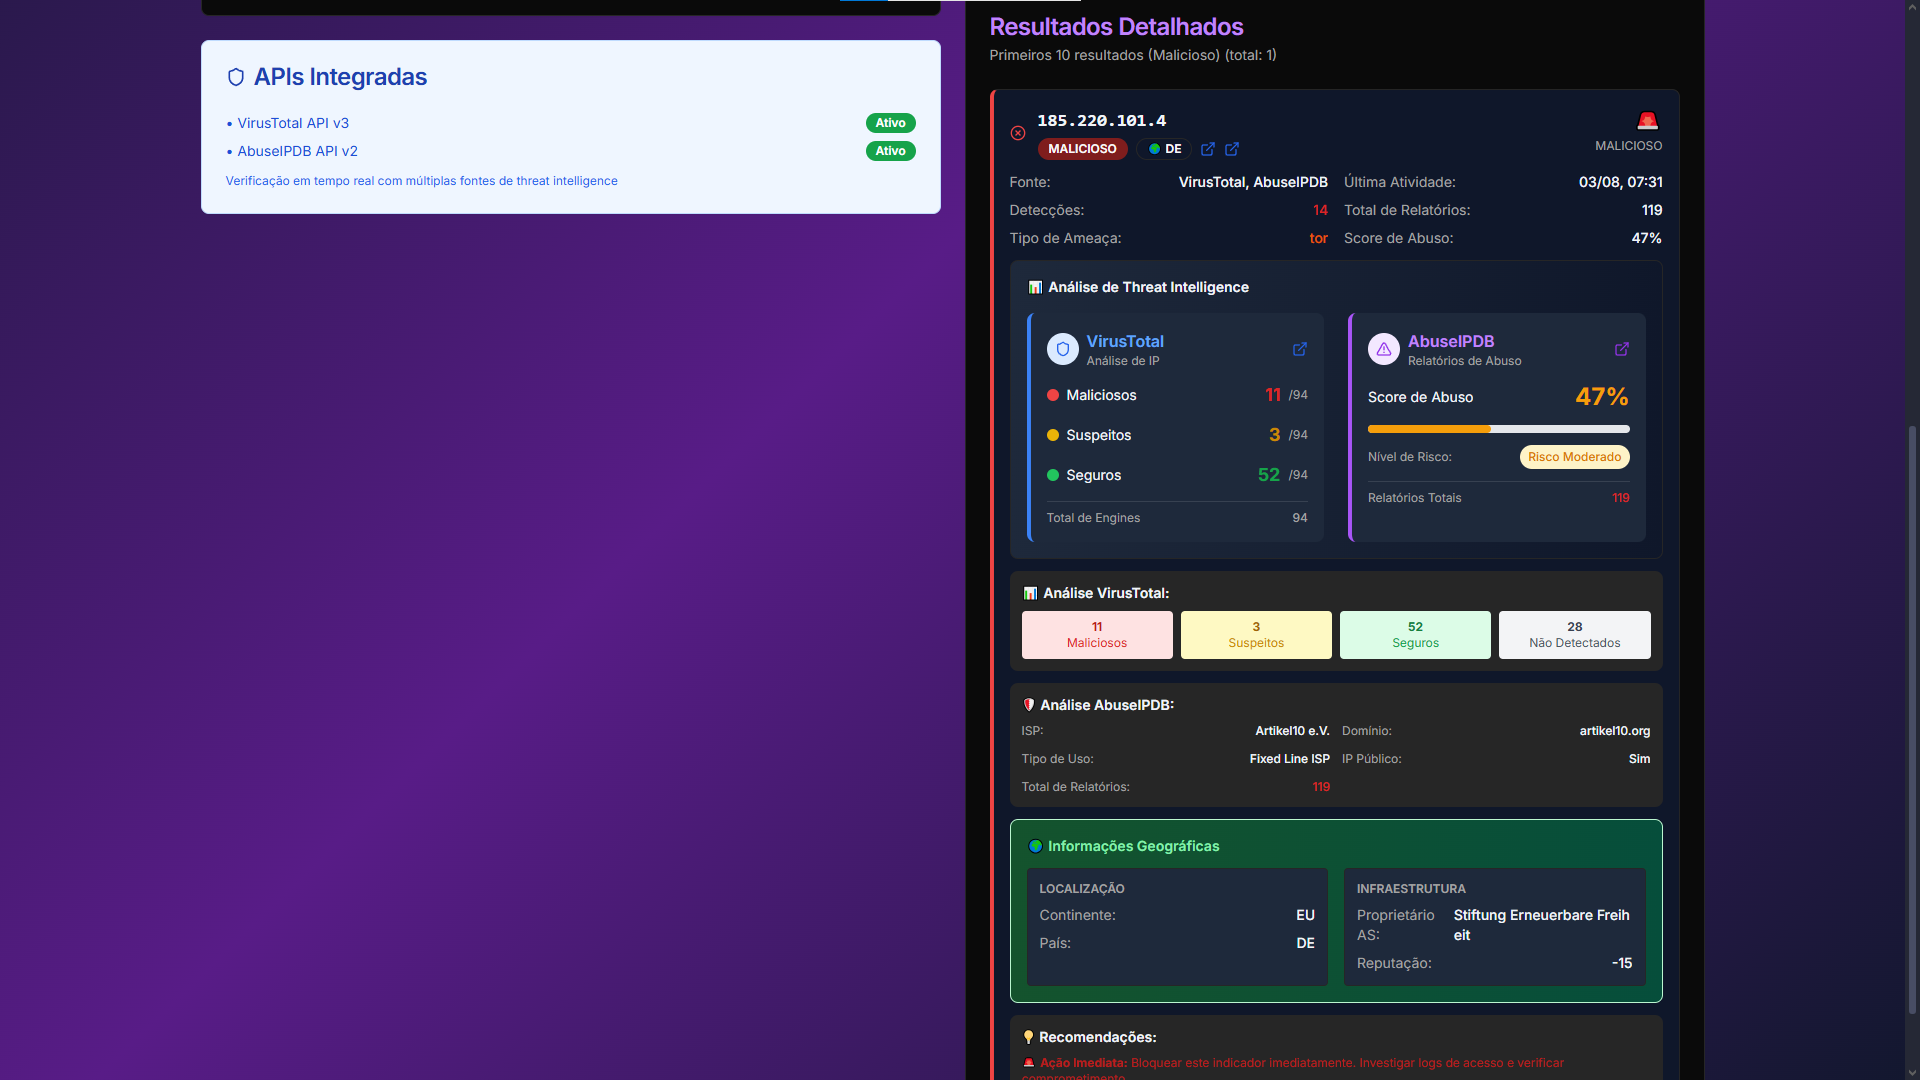 APIs Integradas
• VirusTotal API v3
Ativo
• AbuseIPDB API v2
Ativo
Verificação em tempo real com múltiplas fontes de threat intelligence
Resultados Detalhados
Primeiros 10 resultados (Malicioso) (total: 1)
185.220.101.4
MALICIOSO
DE
MALICIOSO
Fonte:
VirusTotal, AbuseIPDB
Última Atividade:
03/08, 07:31
Detecções:
14
Total de Relatórios:
119
Tipo de Ameaça:
tor
Score de Abuso:
47%
Análise de Threat Intelligence
VirusTotal
Análise de IP
Maliciosos
11 /94
Suspeitos
3 /94
Seguros
52 /94
Total de Engines
94
AbuseIPDB
Relatórios de Abuso
Score de Abuso
47%
Nível de Risco:
Risco Moderado
Relatórios Totais
119
Análise VirusTotal:
11
Maliciosos
3
Suspeitos
52
Seguros
28
Não Detectados
Análise AbuseIPDB:
ISP:
Artikel10 e.V.
Domínio:
artikel10.org
Tipo de Uso:
Fixed Line ISP
IP Público:
Sim
Total de Relatórios:
119
Informações Geográficas
LOCALIZAÇÃO
Continente:
EU
País:
DE
INFRAESTRUTURA
Proprietário
AS:
Stiftung Erneuerbare Freih
eit
Reputação:
-15
Recomendações:
Ação Imediata: Bloquear este indicador imediatamente. Investigar logs de acesso e verificar
comprometimento.